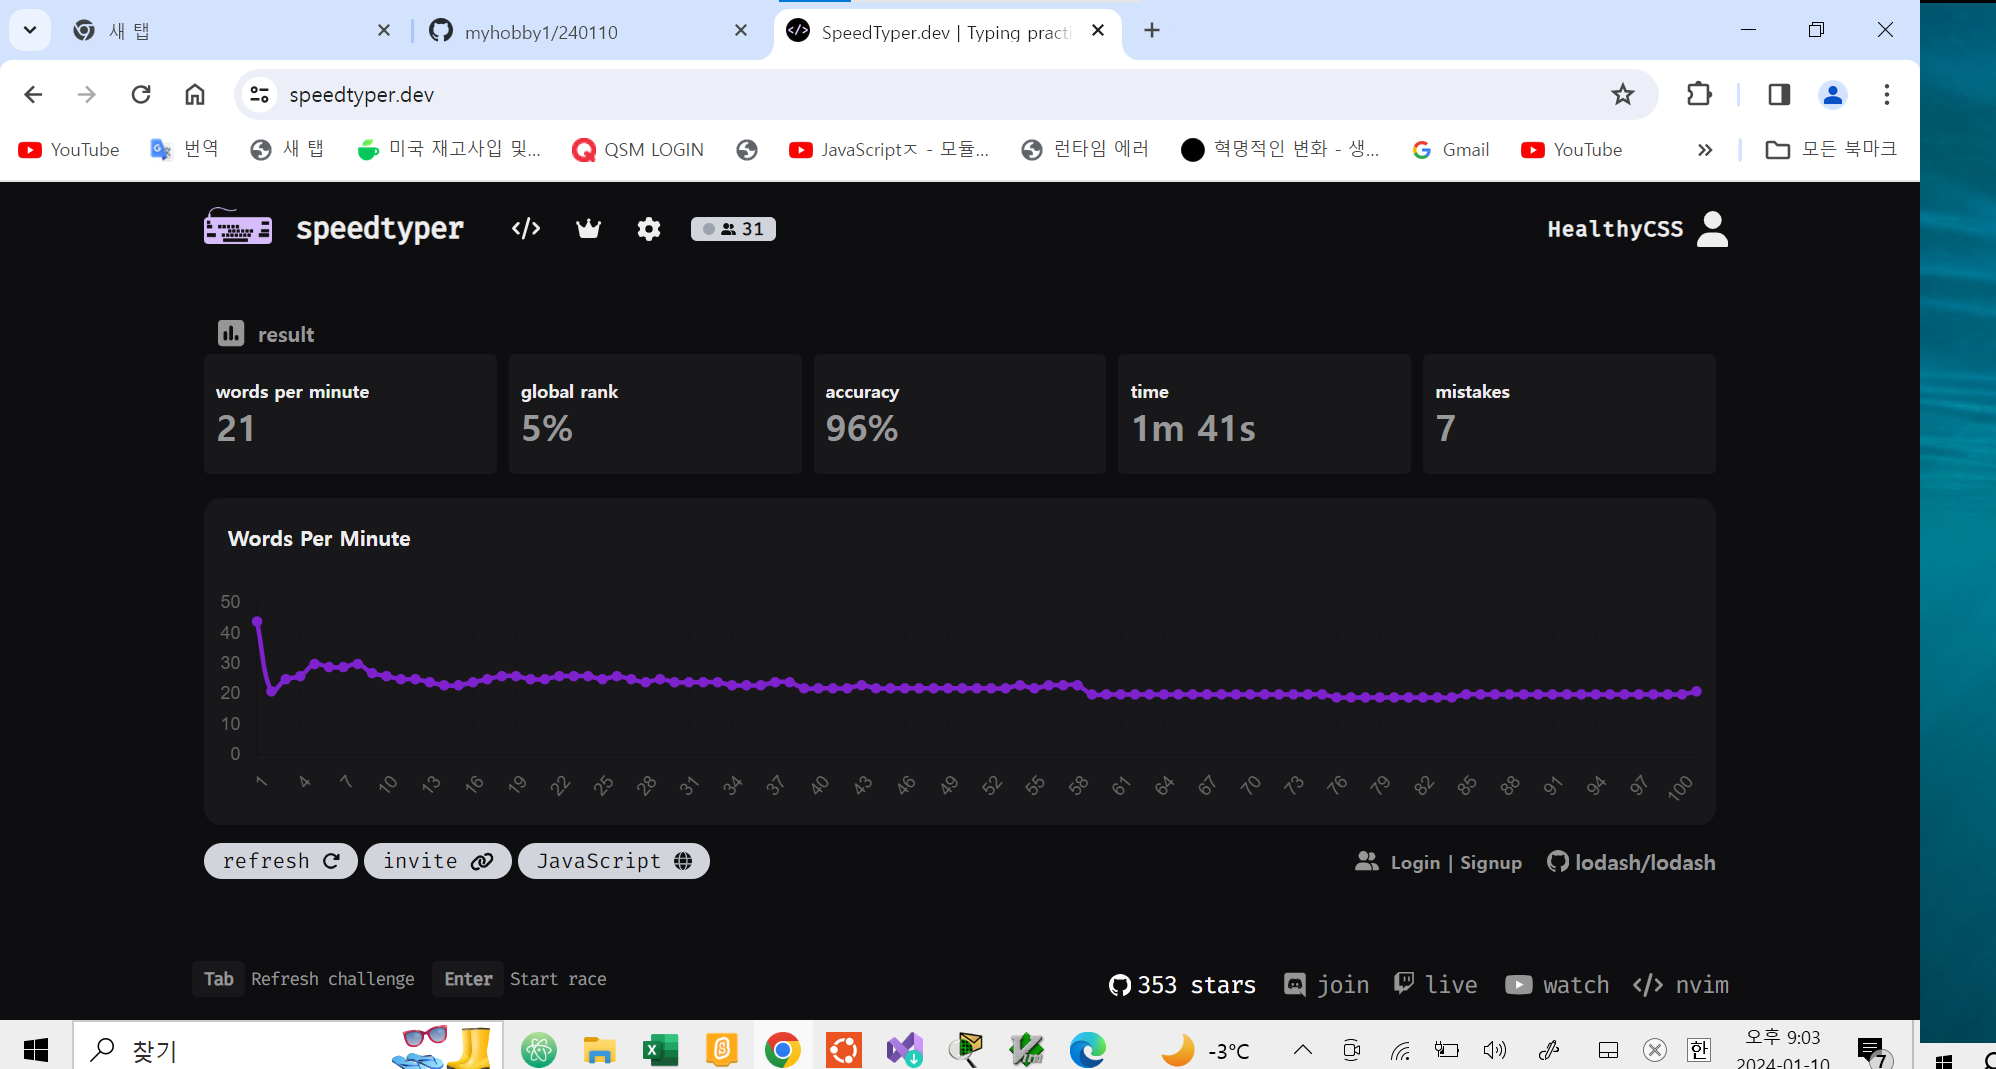 새 탭
myhobby1/240110
SpeedTyper.dev | Typing practi
speedtyper.dev
YouTube 번역 새 탭 미국 재고사입 및... QSM LOGIN JavaScriptㅈ - 모듈... 런타임 에러 혁명적인 변화 - 생... Gmail YouTube » 모든 북마크
speedtyper </> 31 HealthyCSS
result
words per minute
21
global rank
5%
accuracy
96%
time
1m 41s
mistakes
7
Words Per Minute
50
40
30
20
10
0
1 4 7 10 13 16 19 22 25 28 31 34 37 40 43 46 49 52 55 58 61 64 67 70 73 76 79 82 85 88 91 94 97 100
refresh invite JavaScript Login | Signup lodash/lodash
Tab Refresh challenge Enter Start race
353 stars join live watch </> nvim
찾기
-3°C
한
오후 9:03
2024-01-10
7